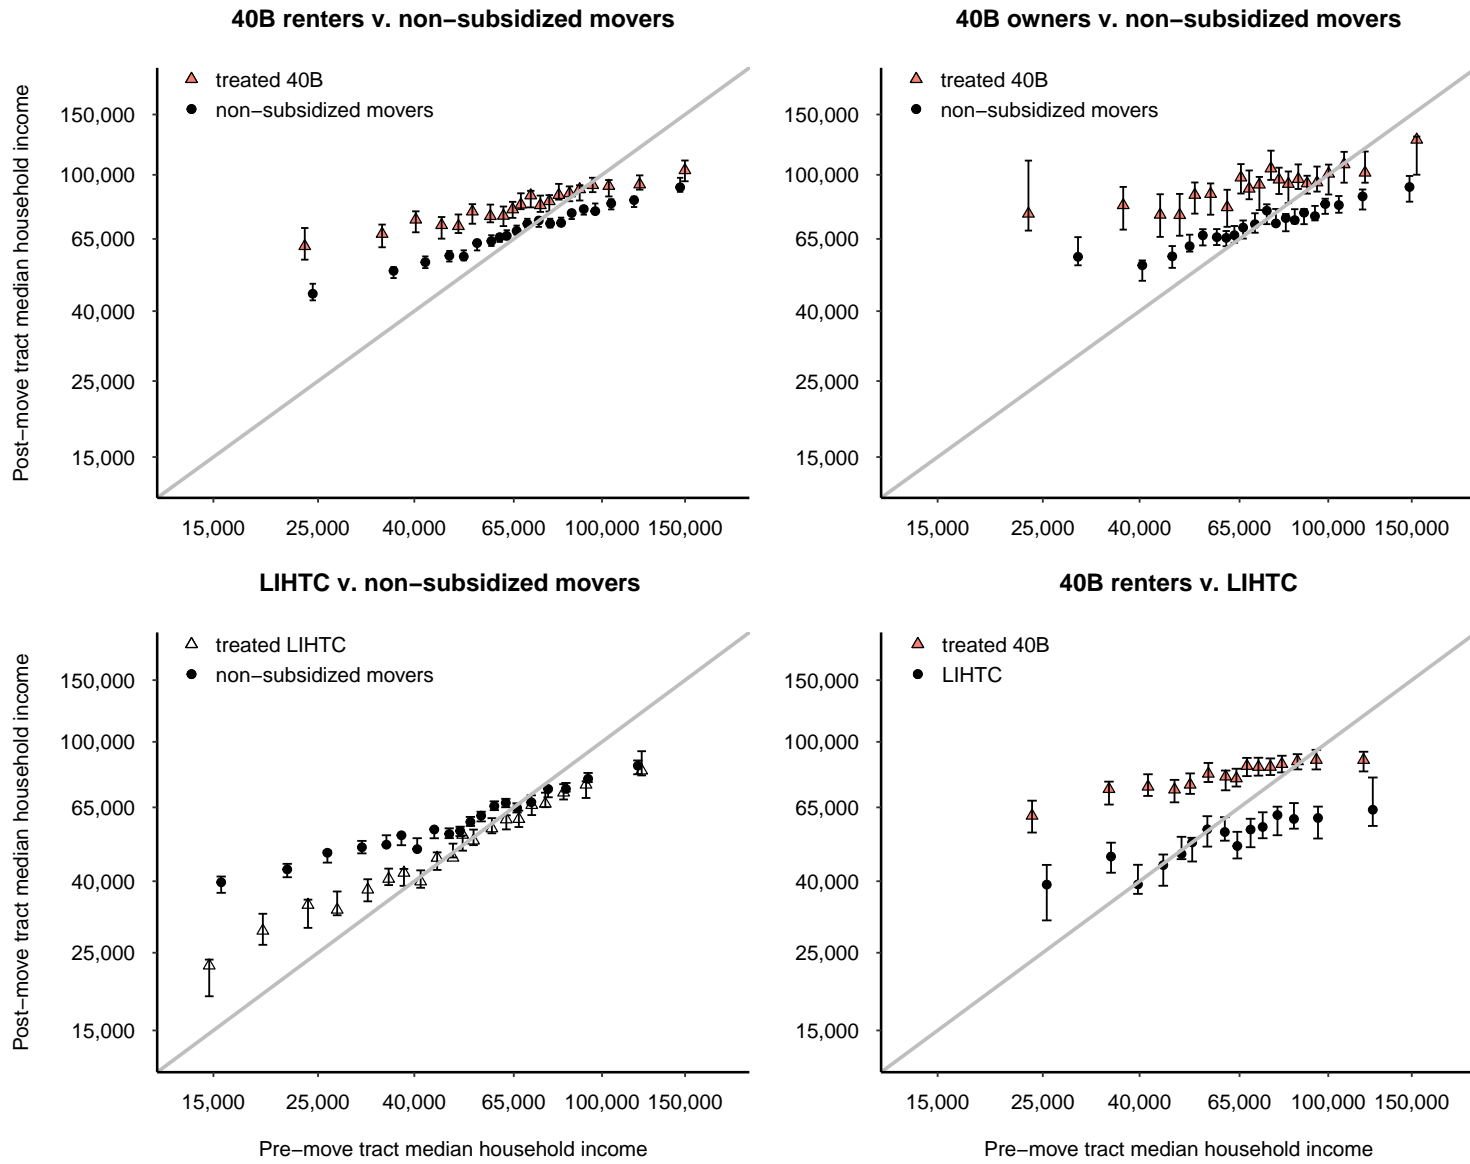 40B renters v. non−subsidized movers
treated 40B
non−subsidized movers
Post−move tract median household income
150,000
100,000
65,000
40,000
25,000
15,000
15,000 25,000 40,000 65,000 100,000 150,000
40B owners v. non−subsidized movers
treated 40B
non−subsidized movers
150,000
100,000
65,000
40,000
25,000
15,000
15,000 25,000 40,000 65,000 100,000 150,000
LIHTC v. non−subsidized movers
treated LIHTC
non−subsidized movers
Post−move tract median household income
150,000
100,000
65,000
40,000
25,000
15,000
15,000 25,000 40,000 65,000 100,000 150,000
Pre−move tract median household income
40B renters v. LIHTC
treated 40B
LIHTC
150,000
100,000
65,000
40,000
25,000
15,000
15,000 25,000 40,000 65,000 100,000 150,000
Pre−move tract median household income